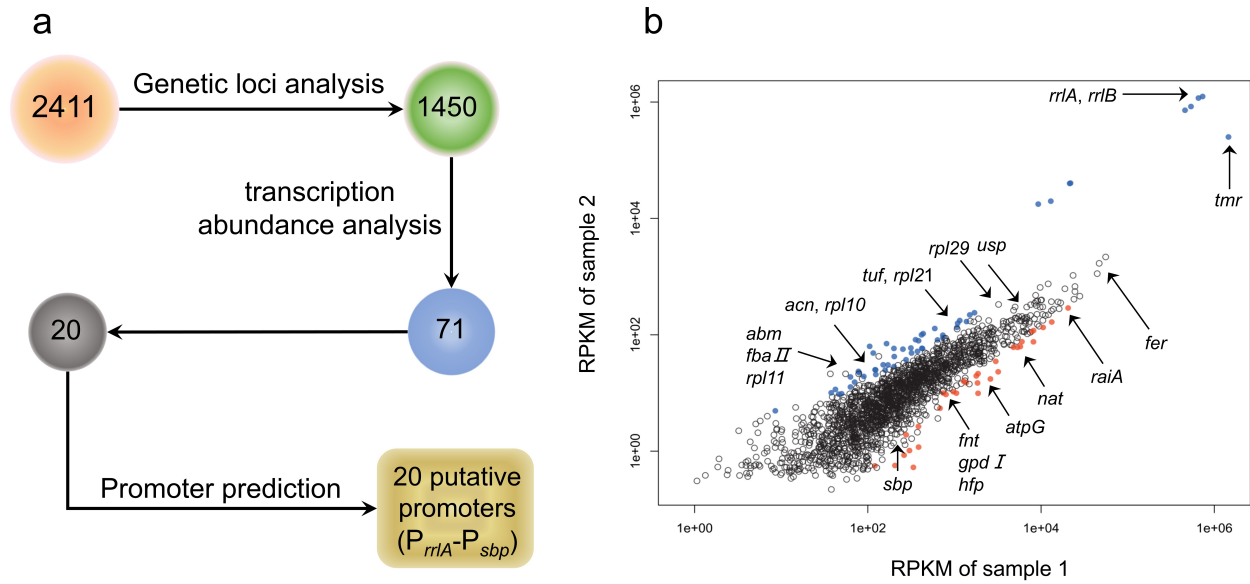 a
2411
Genetic loci analysis
1450
transcription
abundance analysis
71
20
Promoter prediction
20 putative
promoters
(PrrlA-Psbp)
b
RPKM of sample 2
1e+06
1e+04
1e+02
1e+00
rrlA, rrlB
tmr
rpl29 usp
tuf, rpl21
acn, rpl10
abm
fba II
rpl11
fer
raiA
nat
atpG
fnt
gpd I
hfp
sbp
1e+00 1e+02 1e+04 1e+06
RPKM of sample 1